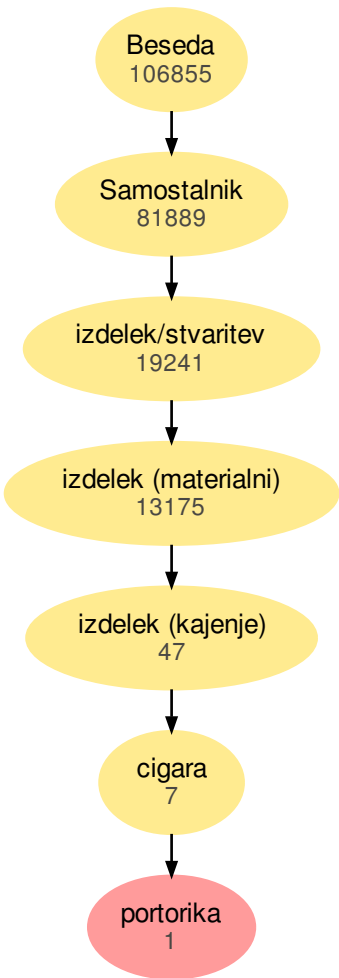 Beseda
106855
Samostalnik
81889
izdelek/stvaritev
19241
izdelek (materialni)
13175
izdelek (kajenje)
47
cigara
7
portorika
1